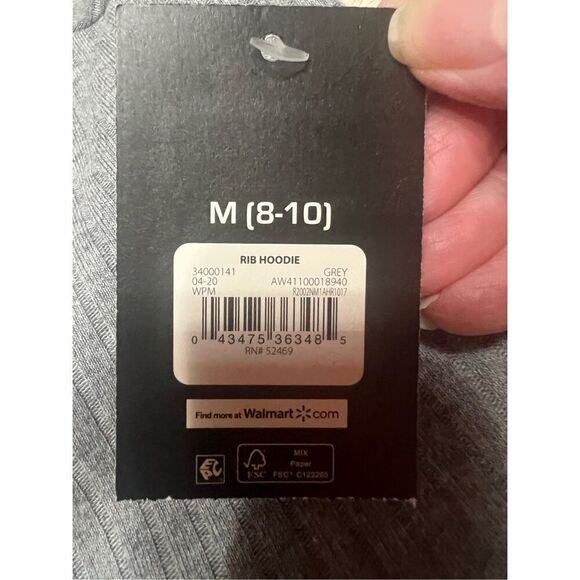 M (8-10)
RIB HOODIE
34000141 GREY
04-20 AW41100018940
WPM R2002NM1AHR1017
0 43475 36348 5
RN# 52469
Find more at Walmart com
FSC
MIX
Paper
FSC® C122265